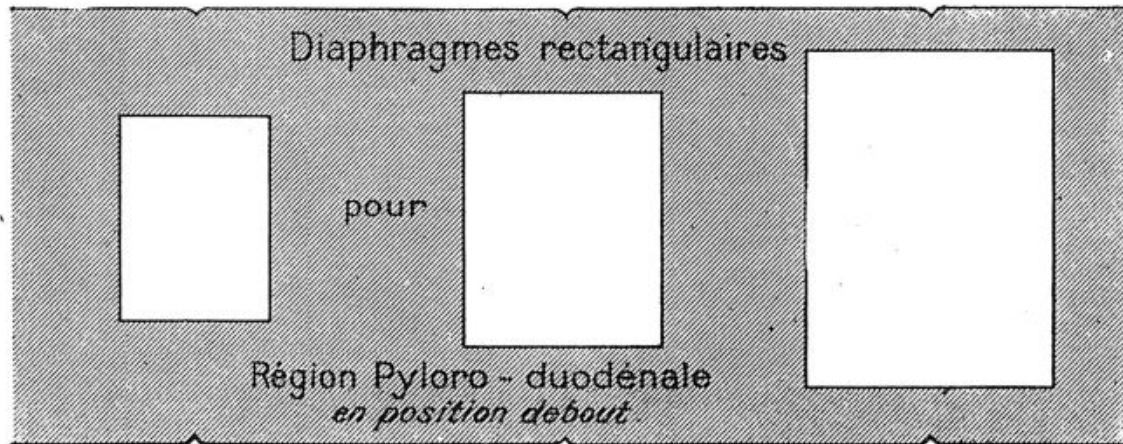 Diaphragmes rectangulaires
pour
Région Pyloro - duodénale
en position debout.